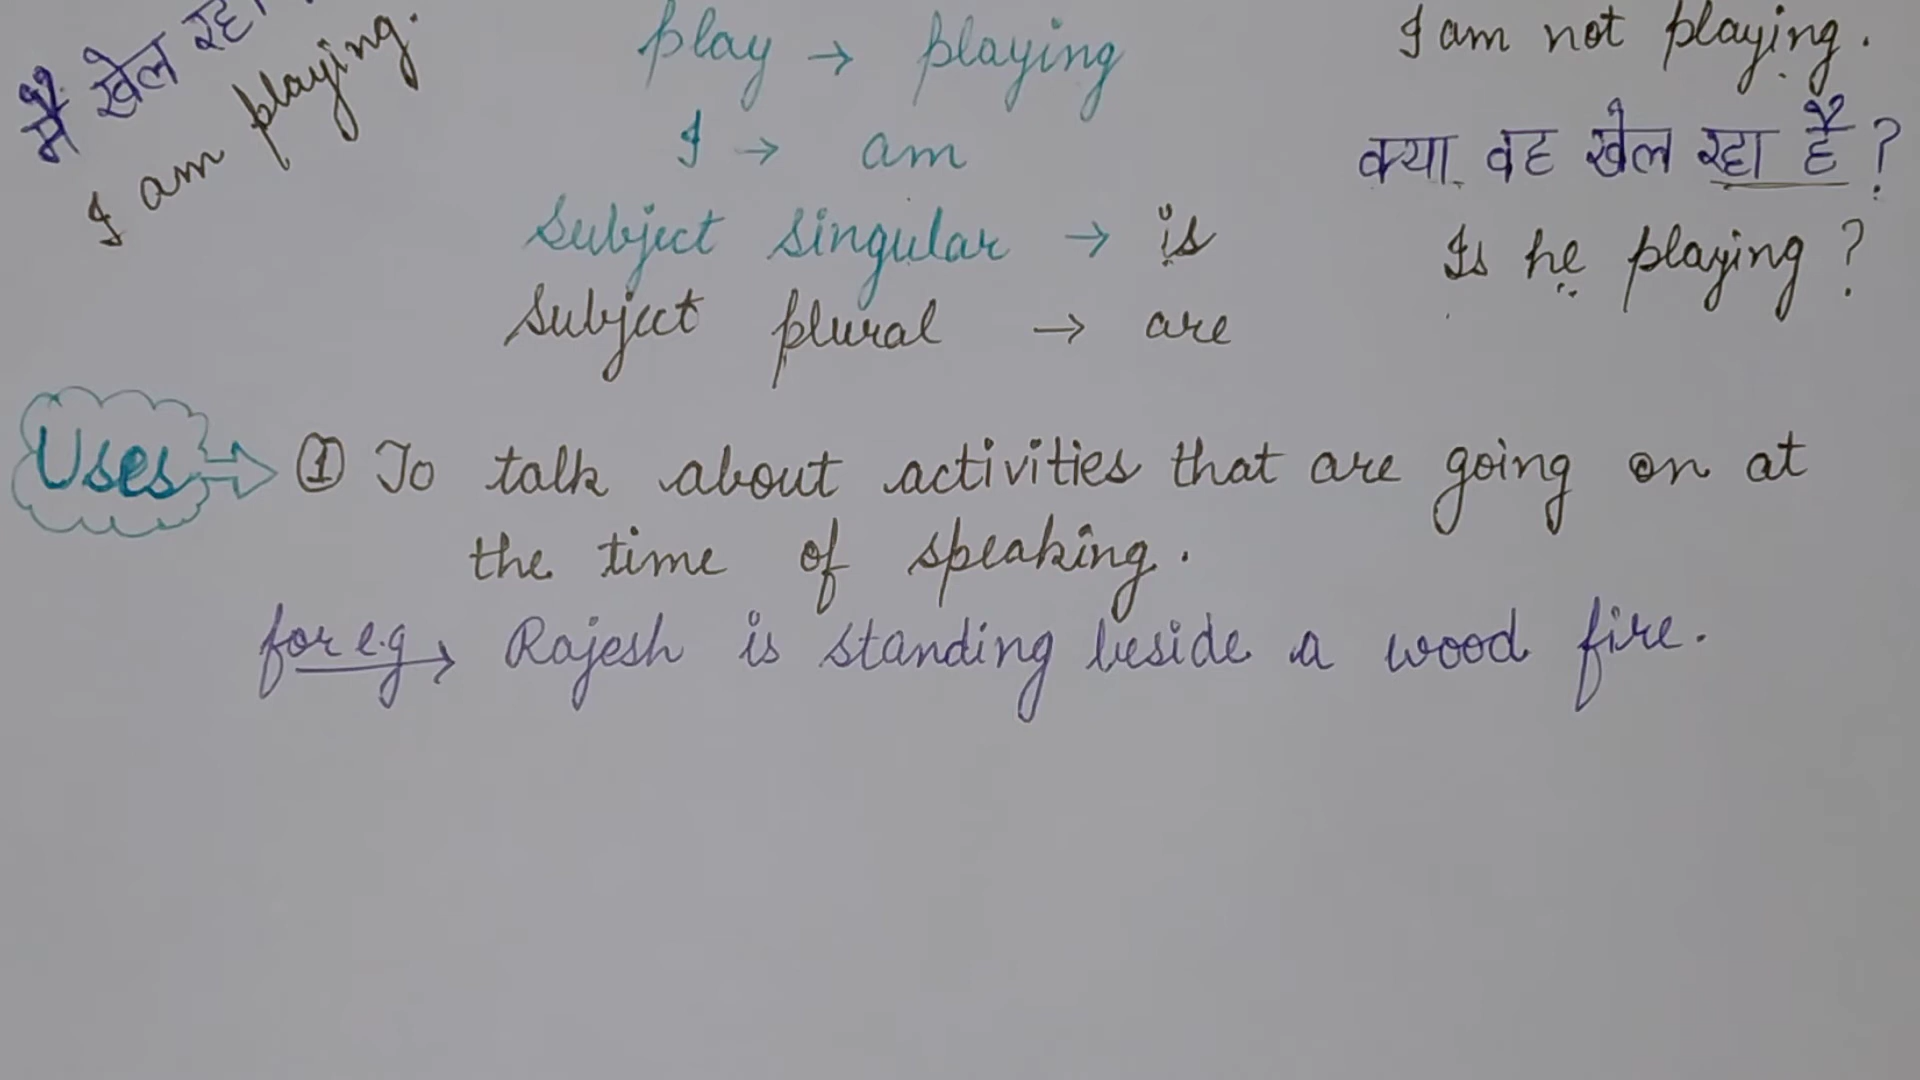 मैं खेल
I am playing.
play → playing
I → am
Subject singular → is
Subject plural → are
I am not playing.
क्या वह खेल रहा है ?
Is he playing ?
Uses → ① To talk about activities that are going on at
the time of speaking.
for e.g → Rajesh is standing beside a wood fire.